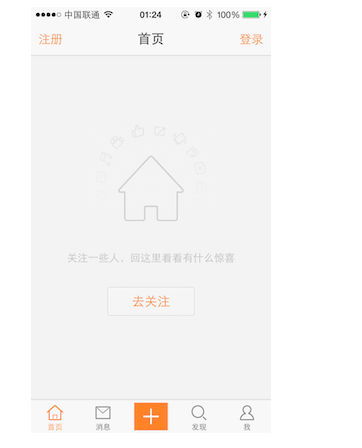 中国联通 01:24 100%
注册 首页 登录
关注一些人，回这里看看有什么惊喜
去关注
首页 消息 发现 我